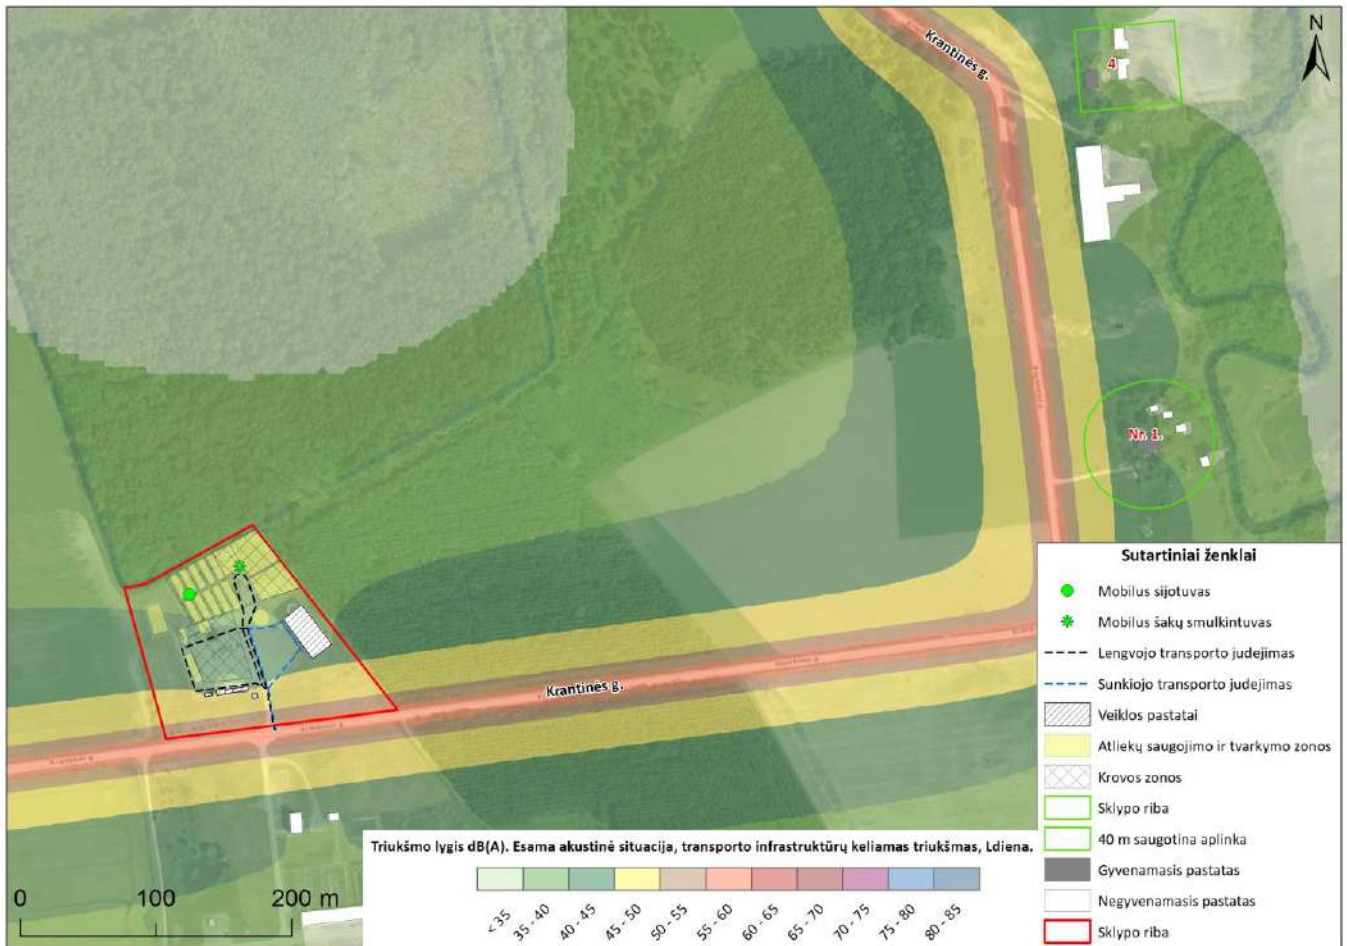 N
Krantinės g.
4
Nr. 1.
Krantinės g.
0 100 200 m
Sutartiniai ženklai
Mobilus sijotuvas
Mobilus šakų smulkintuvas
Lengvojo transporto judėjimas
Sunkiojo transporto judėjimas
Veiklos pastatai
Atliekų saugojimo ir tvarkymo zonos
Krovos zonos
Sklypo riba
40 m saugotina aplinka
Gyvenamasis pastatas
Negyvenamasis pastatas
Sklypo riba
Triukšmo lygis dB(A). Esama akustinė situacija, transporto infrastruktūrų keliamas triukšmas, Ldiena.
< 35 35 - 40 40 - 45 45 - 50 50 - 55 55 - 60 60 - 65 65 - 70 70 - 75 75 - 80 80 - 85